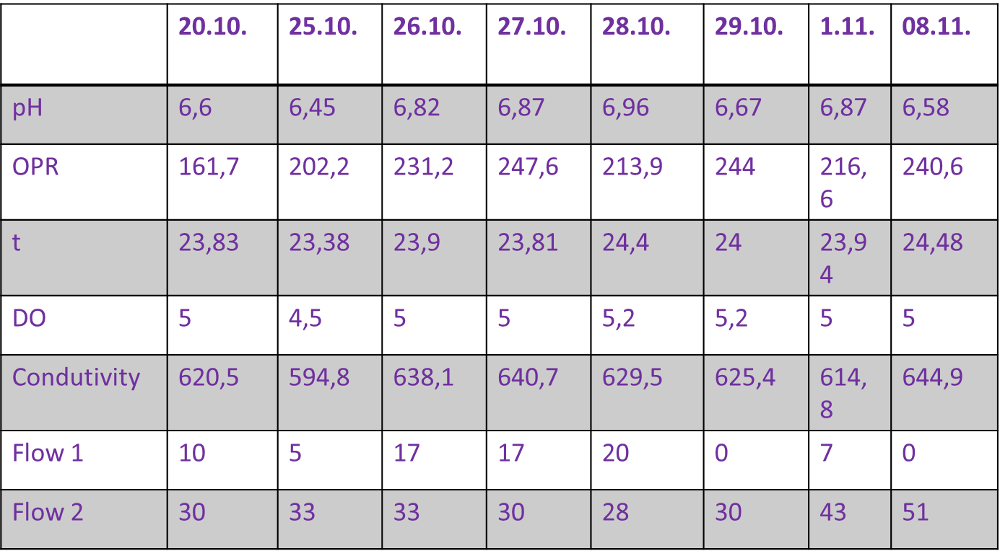 20.10. 25.10. 26.10. 27.10. 28.10. 29.10. 1.11. 08.11.
pH 6,6 6,45 6,82 6,87 6,96 6,67 6,87 6,58
OPR 161,7 202,2 231,2 247,6 213,9 244 216, 240,6
6
t 23,83 23,38 23,9 23,81 24,4 24 23,9 24,48
4
DO 5 4,5 5 5 5,2 5,2 5 5
Condutivity 620,5 594,8 638,1 640,7 629,5 625,4 614, 644,9
8
Flow 1 10 5 17 17 20 0 7 0
Flow 2 30 33 33 30 28 30 43 51